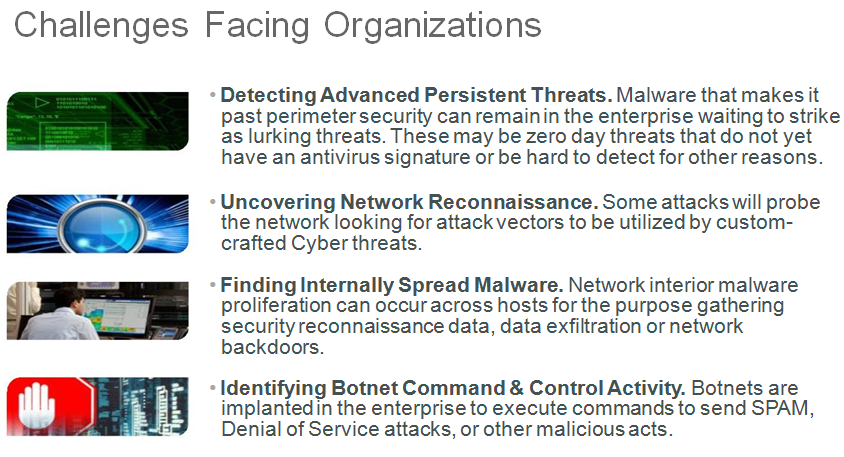 Challenges Facing Organizations
• Detecting Advanced Persistent Threats. Malware that makes it
past perimeter security can remain in the enterprise waiting to strike
as lurking threats. These may be zero day threats that do not yet
have an antivirus signature or be hard to detect for other reasons.
• Uncovering Network Reconnaissance. Some attacks will probe
the network looking for attack vectors to be utilized by custom-
crafted Cyber threats.
• Finding Internally Spread Malware. Network interior malware
proliferation can occur across hosts for the purpose gathering
security reconnaissance data, data exfiltration or network
backdoors.
• Identifying Botnet Command & Control Activity. Botnets are
implanted in the enterprise to execute commands to send SPAM,
Denial of Service attacks, or other malicious acts.